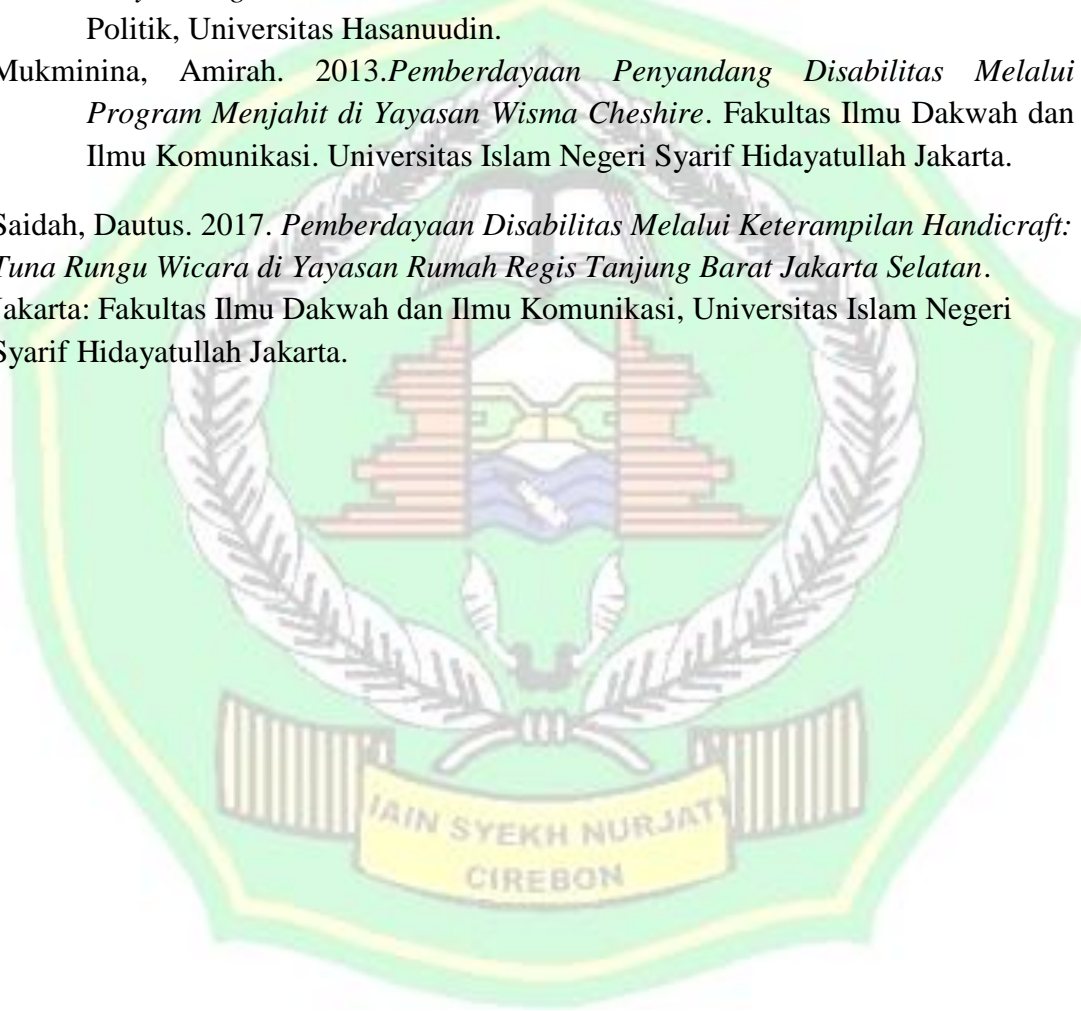 Politik, Universitas Hasanuudin.
Mukminina, Amirah. 2013.Pemberdayaan Penyandang Disabilitas Melalui
Program Menjahit di Yayasan Wisma Cheshire. Fakultas Ilmu Dakwah dan
Ilmu Komunikasi. Universitas Islam Negeri Syarif Hidayatullah Jakarta.
Saidah, Dautus. 2017. Pemberdayaan Disabilitas Melalui Keterampilan Handicraft:
Tuna Rungu Wicara di Yayasan Rumah Regis Tanjung Barat Jakarta Selatan.
Jakarta: Fakultas Ilmu Dakwah dan Ilmu Komunikasi, Universitas Islam Negeri
Syarif Hidayatullah Jakarta.
IAIN SYEKH NURJATI
CIREBON